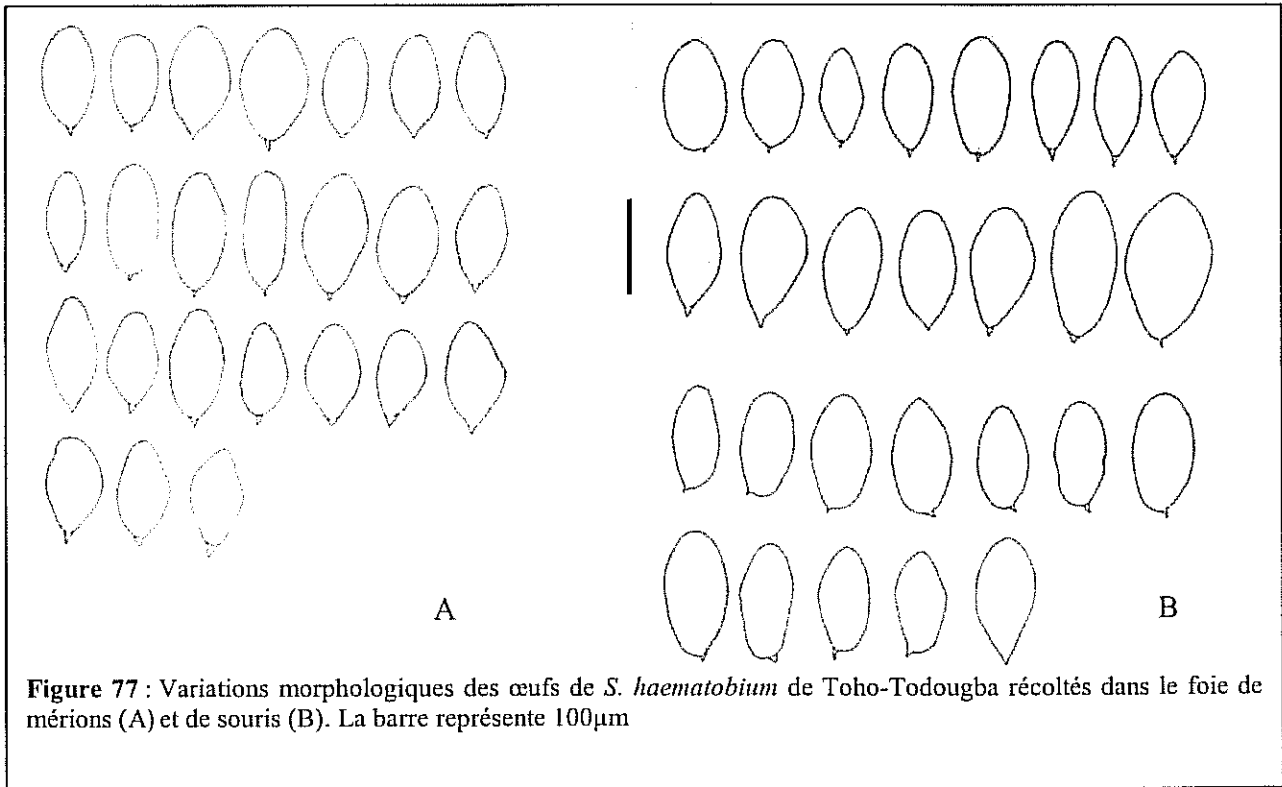 A
B
Figure 77 : Variations morphologiques des œufs de S. haematobium de Toho-Todougba récoltés dans le foie de
mérions (A) et de souris (B). La barre représente 100µm